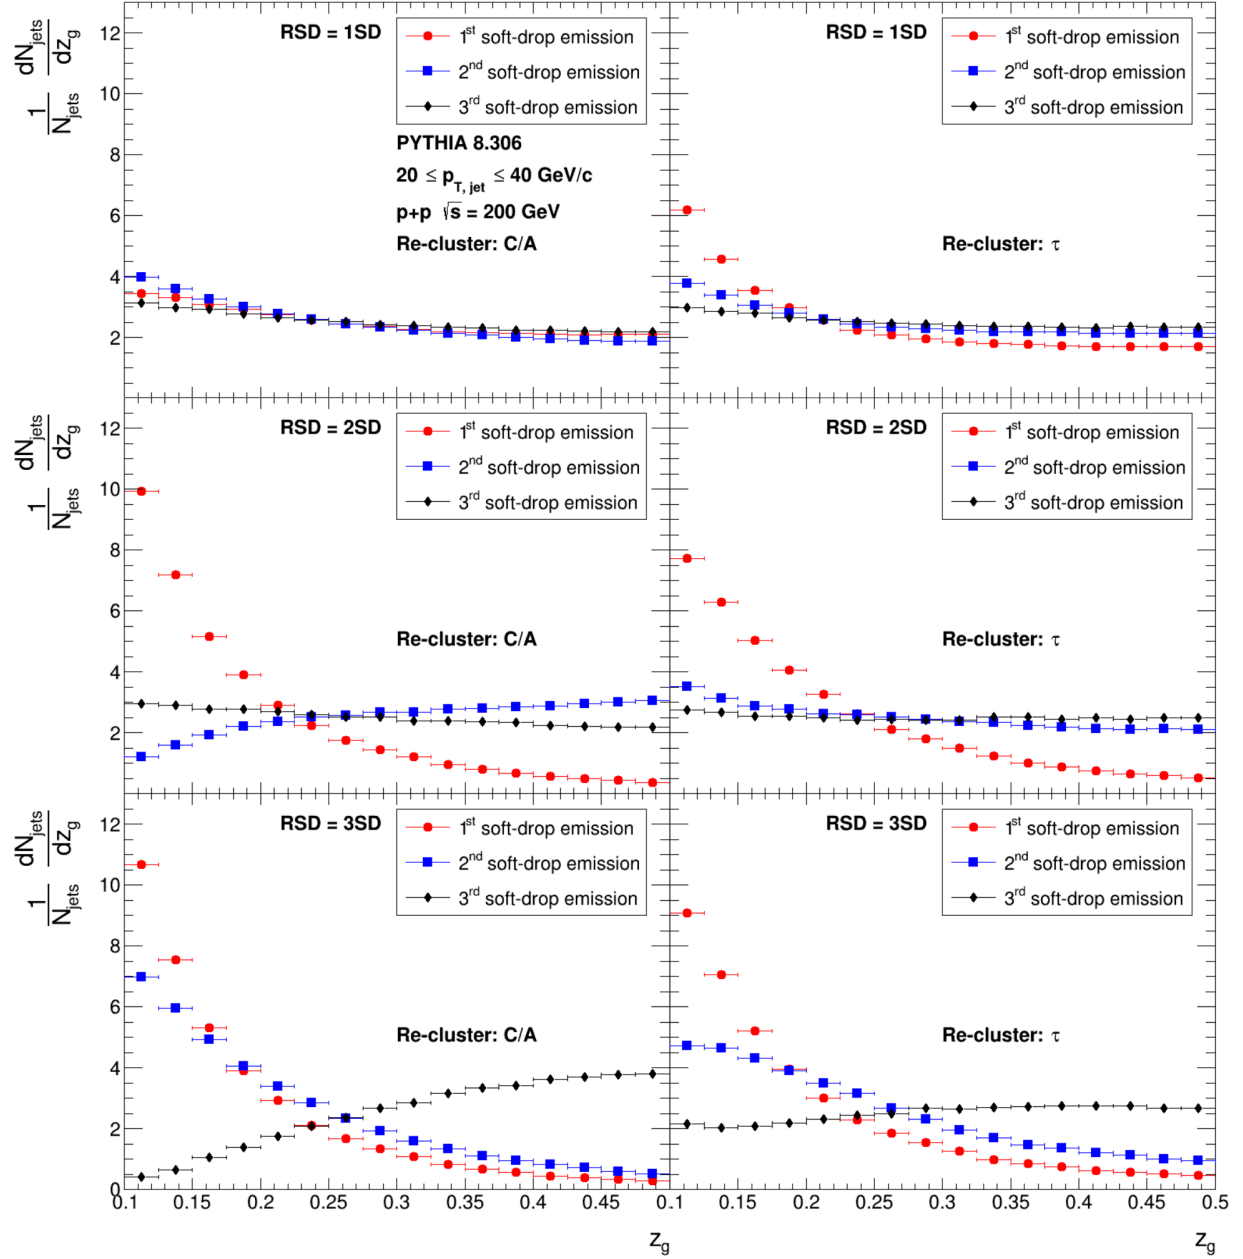 RSD = 1SD
1st soft-drop emission
2nd soft-drop emission
3rd soft-drop emission
PYTHIA 8.306
20 ≤ pT, jet ≤ 40 GeV/c
p+p √s = 200 GeV
Re-cluster: C/A
1/Njets dNjets/dzg
12
10
8
6
4
2
RSD = 1SD
1st soft-drop emission
2nd soft-drop emission
3rd soft-drop emission
Re-cluster: τ
RSD = 2SD
1st soft-drop emission
2nd soft-drop emission
3rd soft-drop emission
Re-cluster: C/A
1/Njets dNjets/dzg
12
10
8
6
4
2
RSD = 2SD
1st soft-drop emission
2nd soft-drop emission
3rd soft-drop emission
Re-cluster: τ
RSD = 3SD
1st soft-drop emission
2nd soft-drop emission
3rd soft-drop emission
Re-cluster: C/A
1/Njets dNjets/dzg
12
10
8
6
4
2
0
RSD = 3SD
1st soft-drop emission
2nd soft-drop emission
3rd soft-drop emission
Re-cluster: τ
0.1 0.15 0.2 0.25 0.3 0.35 0.4 0.45 0.1 0.15 0.2 0.25 0.3 0.35 0.4 0.45 0.5
zg zg